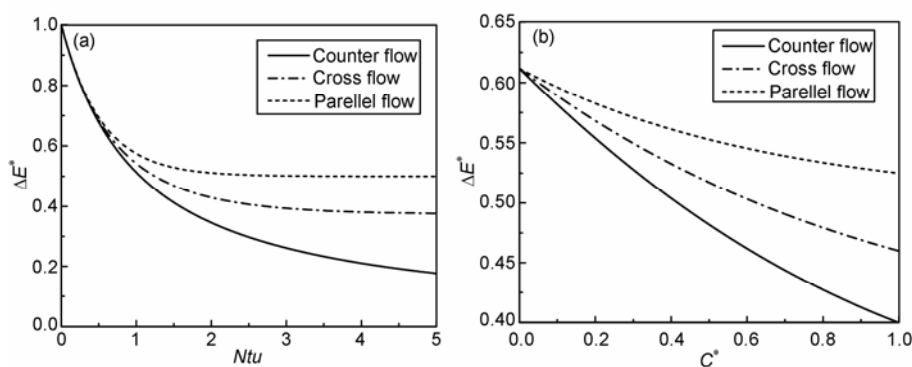 (a)
Counter flow
Cross flow
Parellel flow
1.0
0.8
0.6
0.4
0.2
0.0
ΔE*
0
1
2
3
4
5
Ntu
(b)
Counter flow
Cross flow
Parellel flow
0.65
0.60
0.55
0.50
0.45
0.40
ΔE*
0.0
0.2
0.4
0.6
0.8
1.0
C*